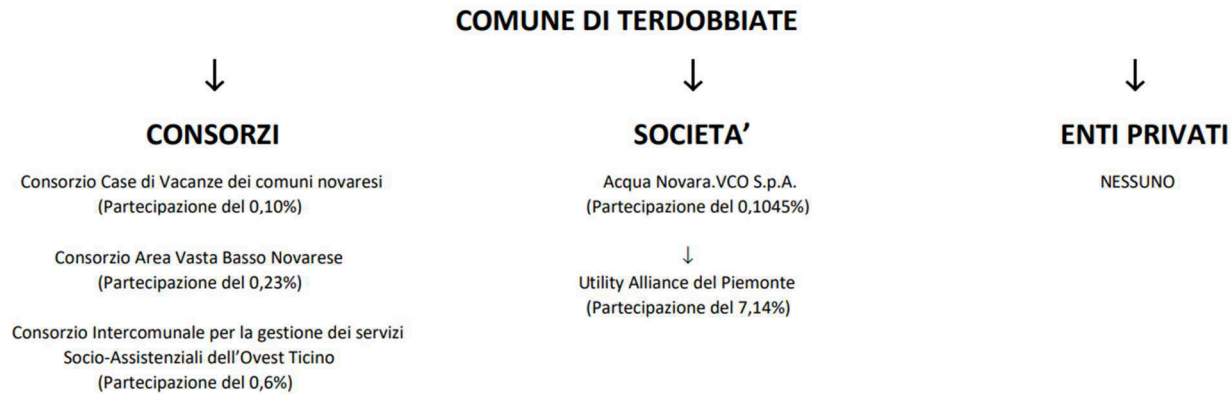 COMUNE DI TERDOBBIATE
↓
↓
↓
CONSORZI
SOCIETA’
ENTI PRIVATI
Consorzio Case di Vacanze dei comuni novaresi
(Partecipazione del 0,10%)
Consorzio Area Vasta Basso Novarese
(Partecipazione del 0,23%)
Consorzio Intercomunale per la gestione dei servizi
Socio-Assistenziali dell’Ovest Ticino
(Partecipazione del 0,6%)
Acqua Novara.VCO S.p.A.
(Partecipazione del 0,1045%)
↓
Utility Alliance del Piemonte
(Partecipazione del 7,14%)
NESSUNO